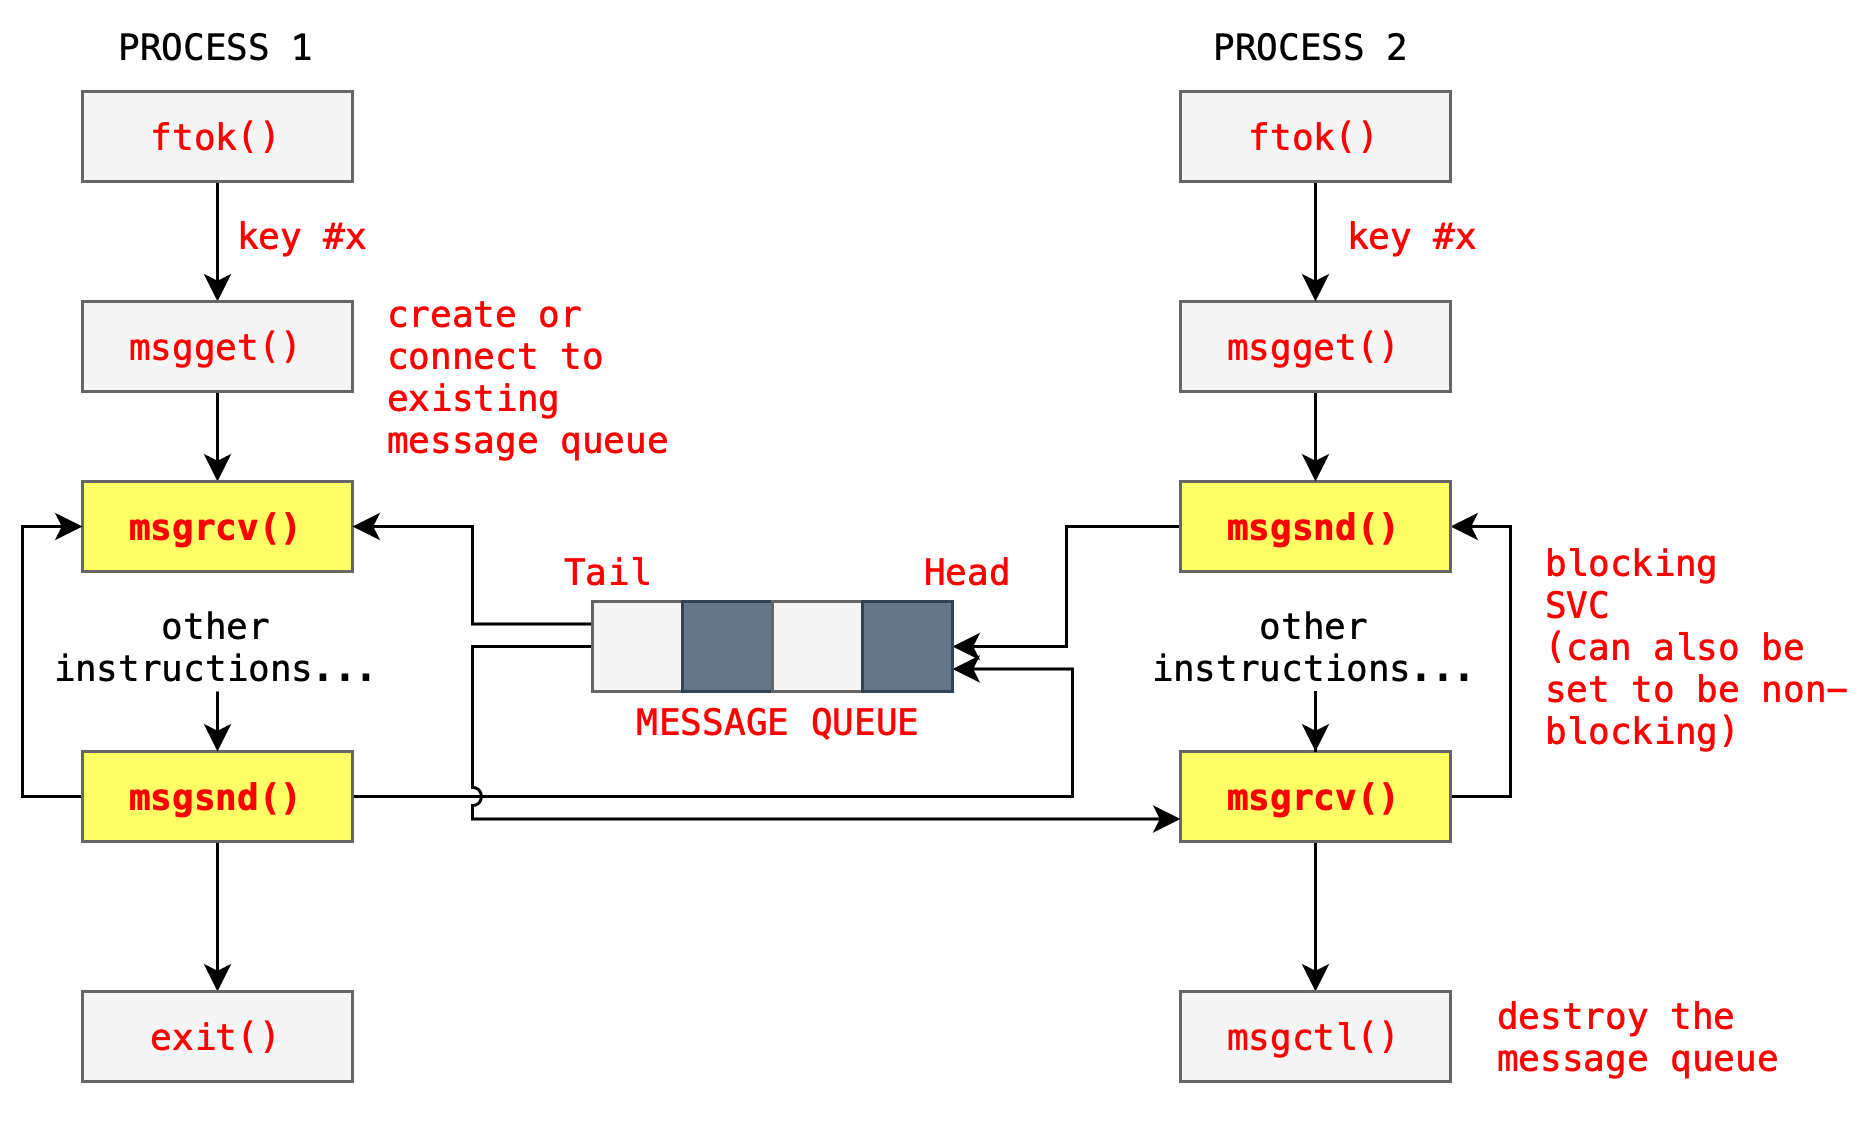 PROCESS 1
ftok()
key #x
msgget()
create or
connect to
existing
message queue
msgrcv()
other
instructions...
msgsnd()
exit()
Tail
Head
MESSAGE QUEUE
PROCESS 2
ftok()
key #x
msgget()
msgsnd()
other
instructions...
msgrcv()
blocking
SVC
(can also be
set to be non-
blocking)
msgctl()
destroy the
message queue